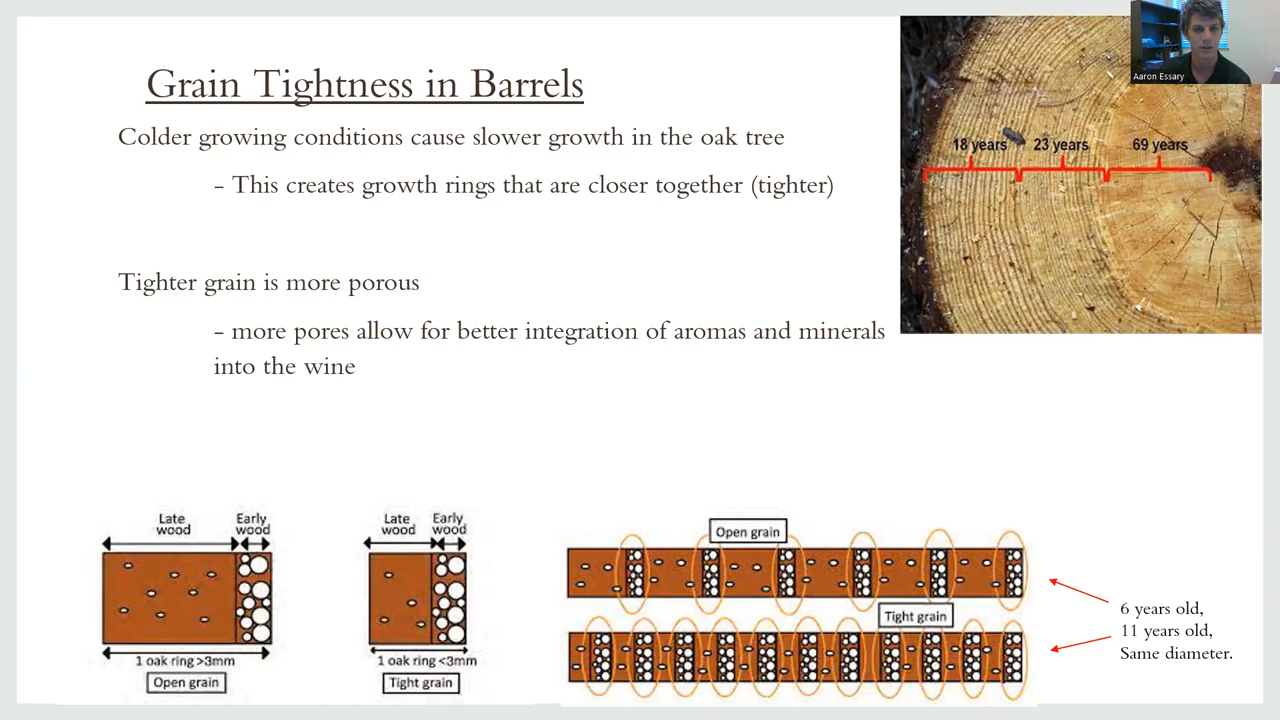 Aaron Essary
Grain Tightness in Barrels
Colder growing conditions cause slower growth in the oak tree
- This creates growth rings that are closer together (tighter)
18 years
23 years
69 years
Tighter grain is more porous
- more pores allow for better integration of aromas and minerals
into the wine
Late
wood
Early
wood
1 oak ring >3mm
Open grain
Late
wood
Early
wood
1 oak ring <3mm
Tight grain
Open grain
Tight grain
6 years old,
11 years old,
Same diameter.